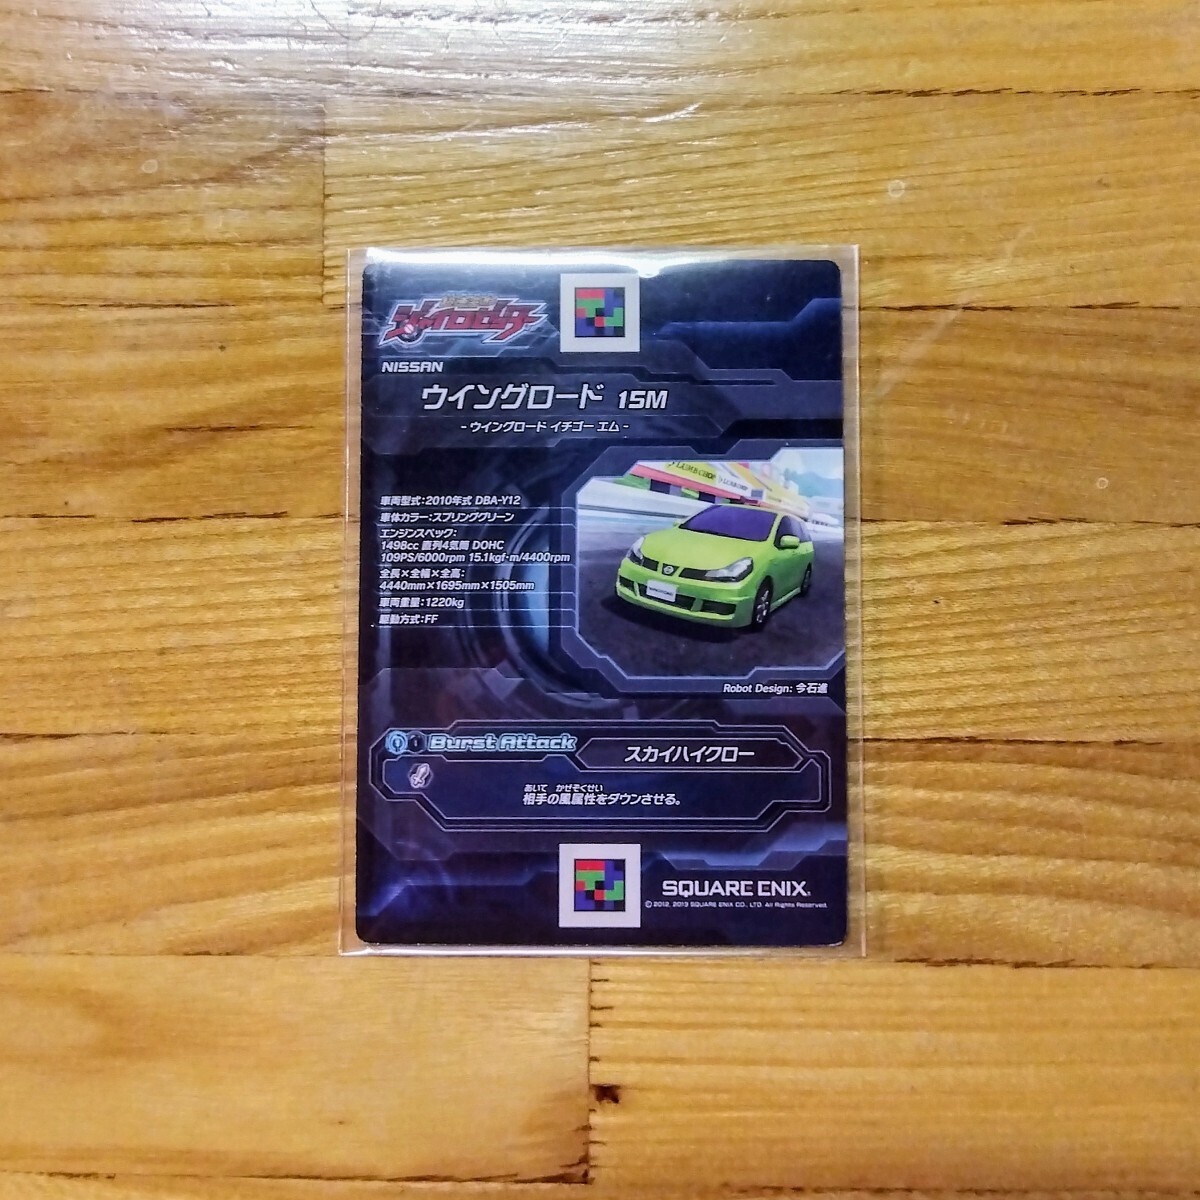 超速変形
ジャイロゼッター
NISSAN
ウイングロード 15M
- ウイングロード イチゴー エム -
車両型式:2010年式 DBA-Y12
車体カラー:スプリンググリーン
エンジンスペック:
1498cc 直列4気筒 DOHC
109PS/6000rpm 15.1kgf·m/4400rpm
全長×全幅×全高:
4440mm×1695mm×1505mm
車両重量:1220kg
駆動方式:FF
Robot Design: 今石進
Burst Attack
スカイハイクロー
あいて かぜぞくせい
相手の風属性をダウンさせる。
SQUARE ENIX.
© 2012, 2013 SQUARE ENIX CO., LTD. All Rights Reserved.